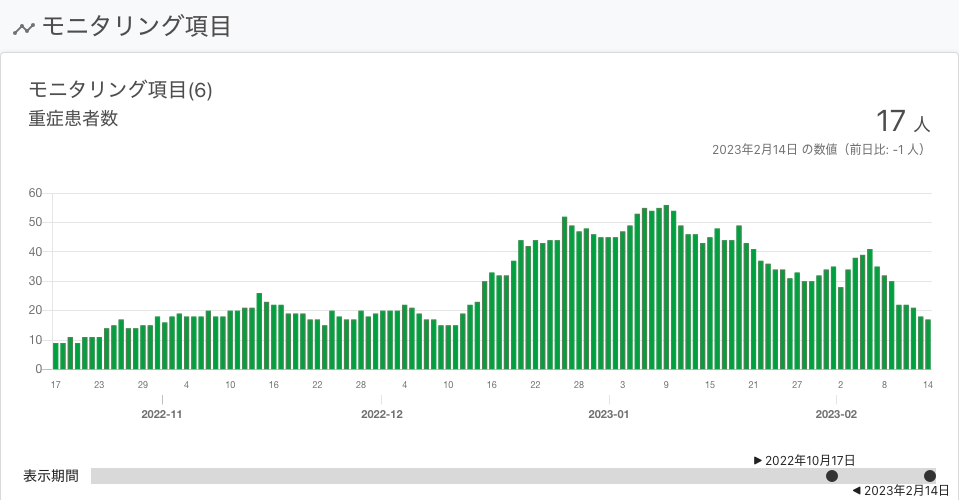 モニタリング項目
モニタリング項目(6)
重症患者数
17 人
2023年2月14日 の数値（前日比: -1 人）
60
50
40
30
20
10
0
17 23 29 4 10 16 22 28 4 10 16 22 28 3 9 15 21 27 2 8 14
2022-11 2022-12 2023-01 2023-02
▶ 2022年10月17日
表示期間
◀ 2023年2月14日